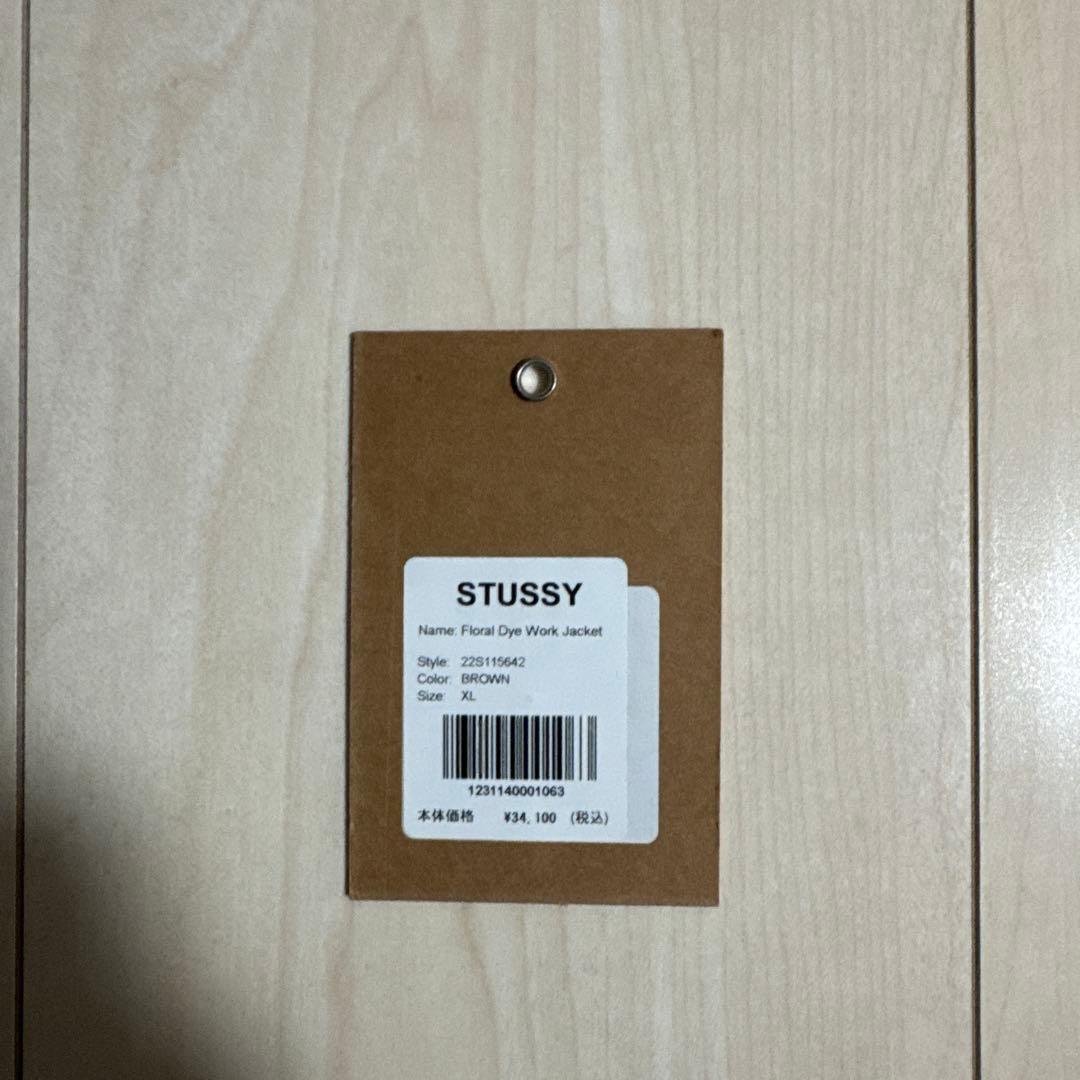 STUSSY
Name: Floral Dye Work Jacket
Style: 22S115642
Color: BROWN
Size: XL
1231140001063
本体価格 ¥34,100 (税込)